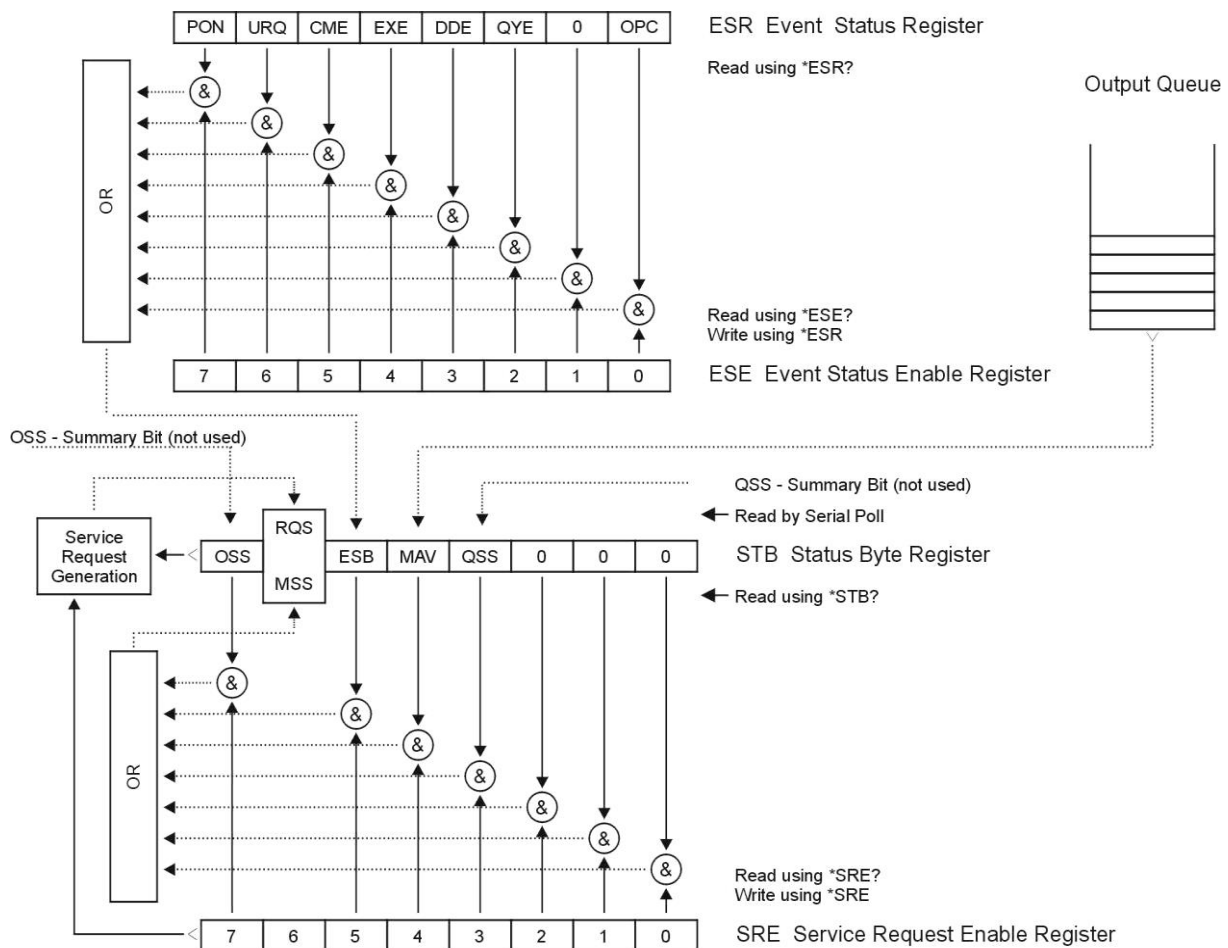 PON URQ CME EXE DDE QYE 0 OPC
ESR Event Status Register
Read using *ESR?
Output Queue
&
&
&
&
&
&
&
&
OR
Read using *ESE?
Write using *ESR
7 6 5 4 3 2 1 0
ESE Event Status Enable Register
OSS - Summary Bit (not used)
QSS - Summary Bit (not used)
Read by Serial Poll
Service
Request
Generation
OSS RQS MSS ESB MAV QSS 0 0 0
STB Status Byte Register
Read using *STB?
&
&
&
&
&
&
&
OR
Read using *SRE?
Write using *SRE
7 6 5 4 3 2 1 0
SRE Service Request Enable Register